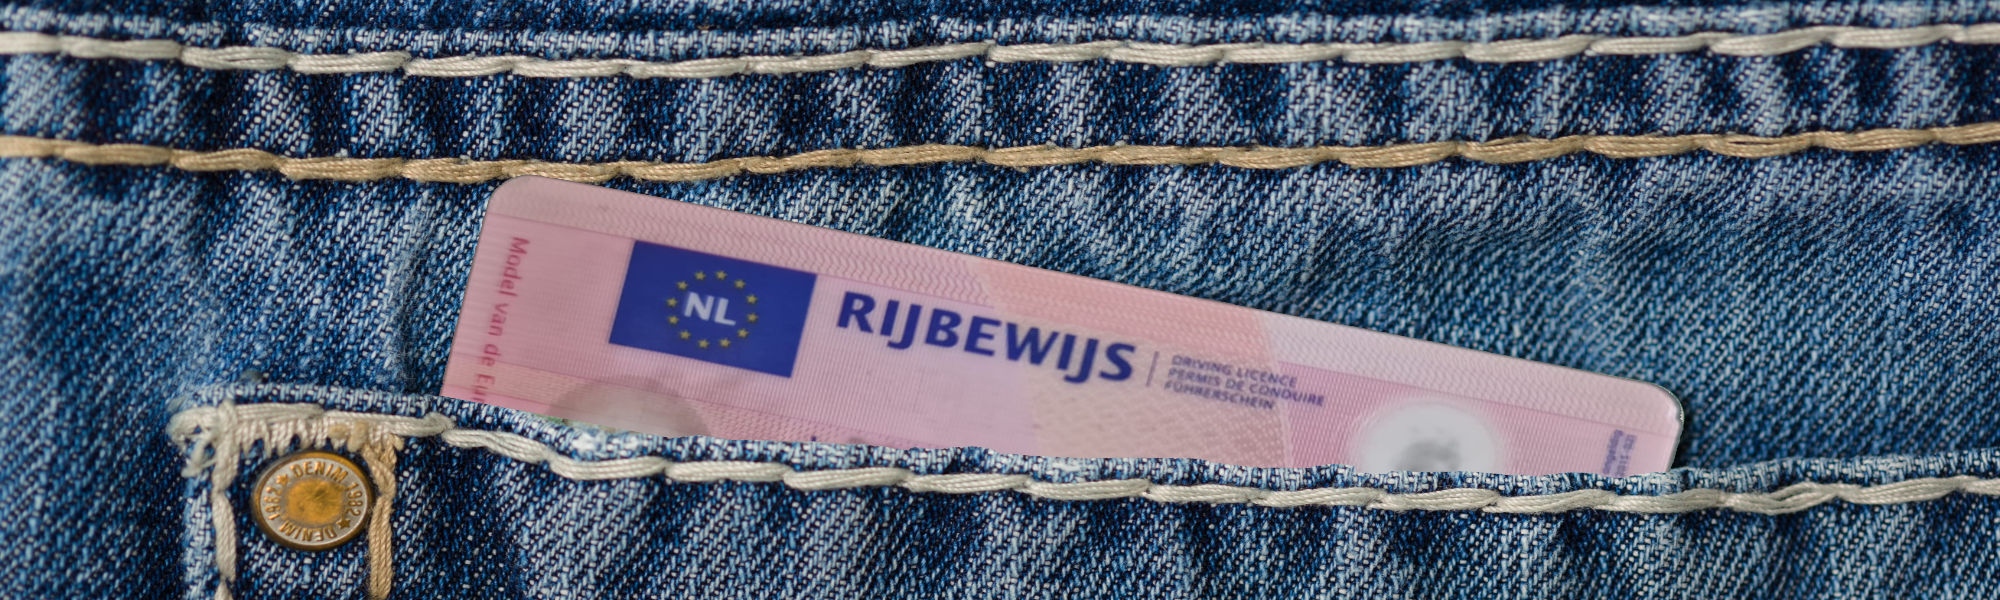 Model van de Eu
NL
RIJBEWIJS
DRIVING LICENCE
PERMIS DE CONDUIRE
FÜHRERSCHEIN
DENIM 1982 ★ DENIM 1982 ★